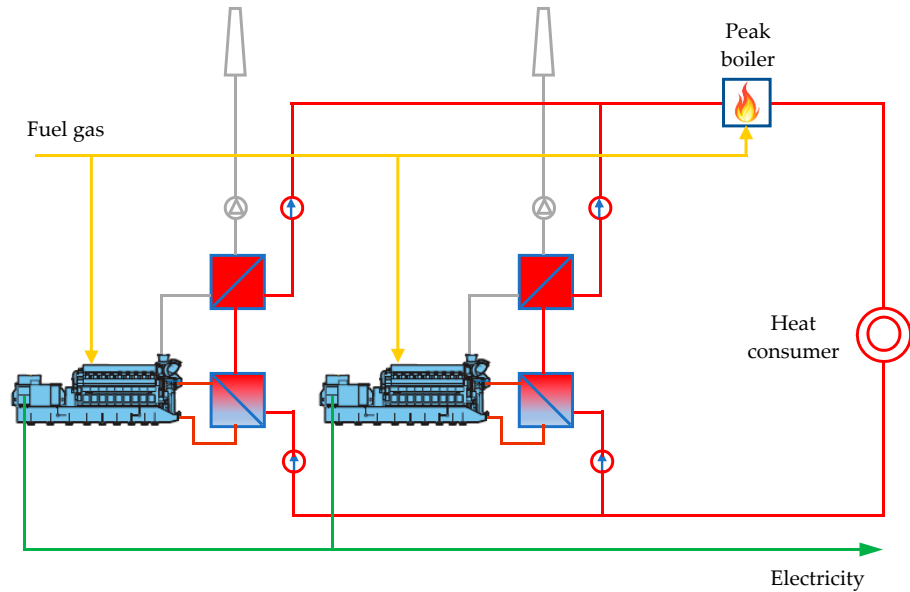 Peak
boiler
Fuel gas
Heat
consumer
Electricity